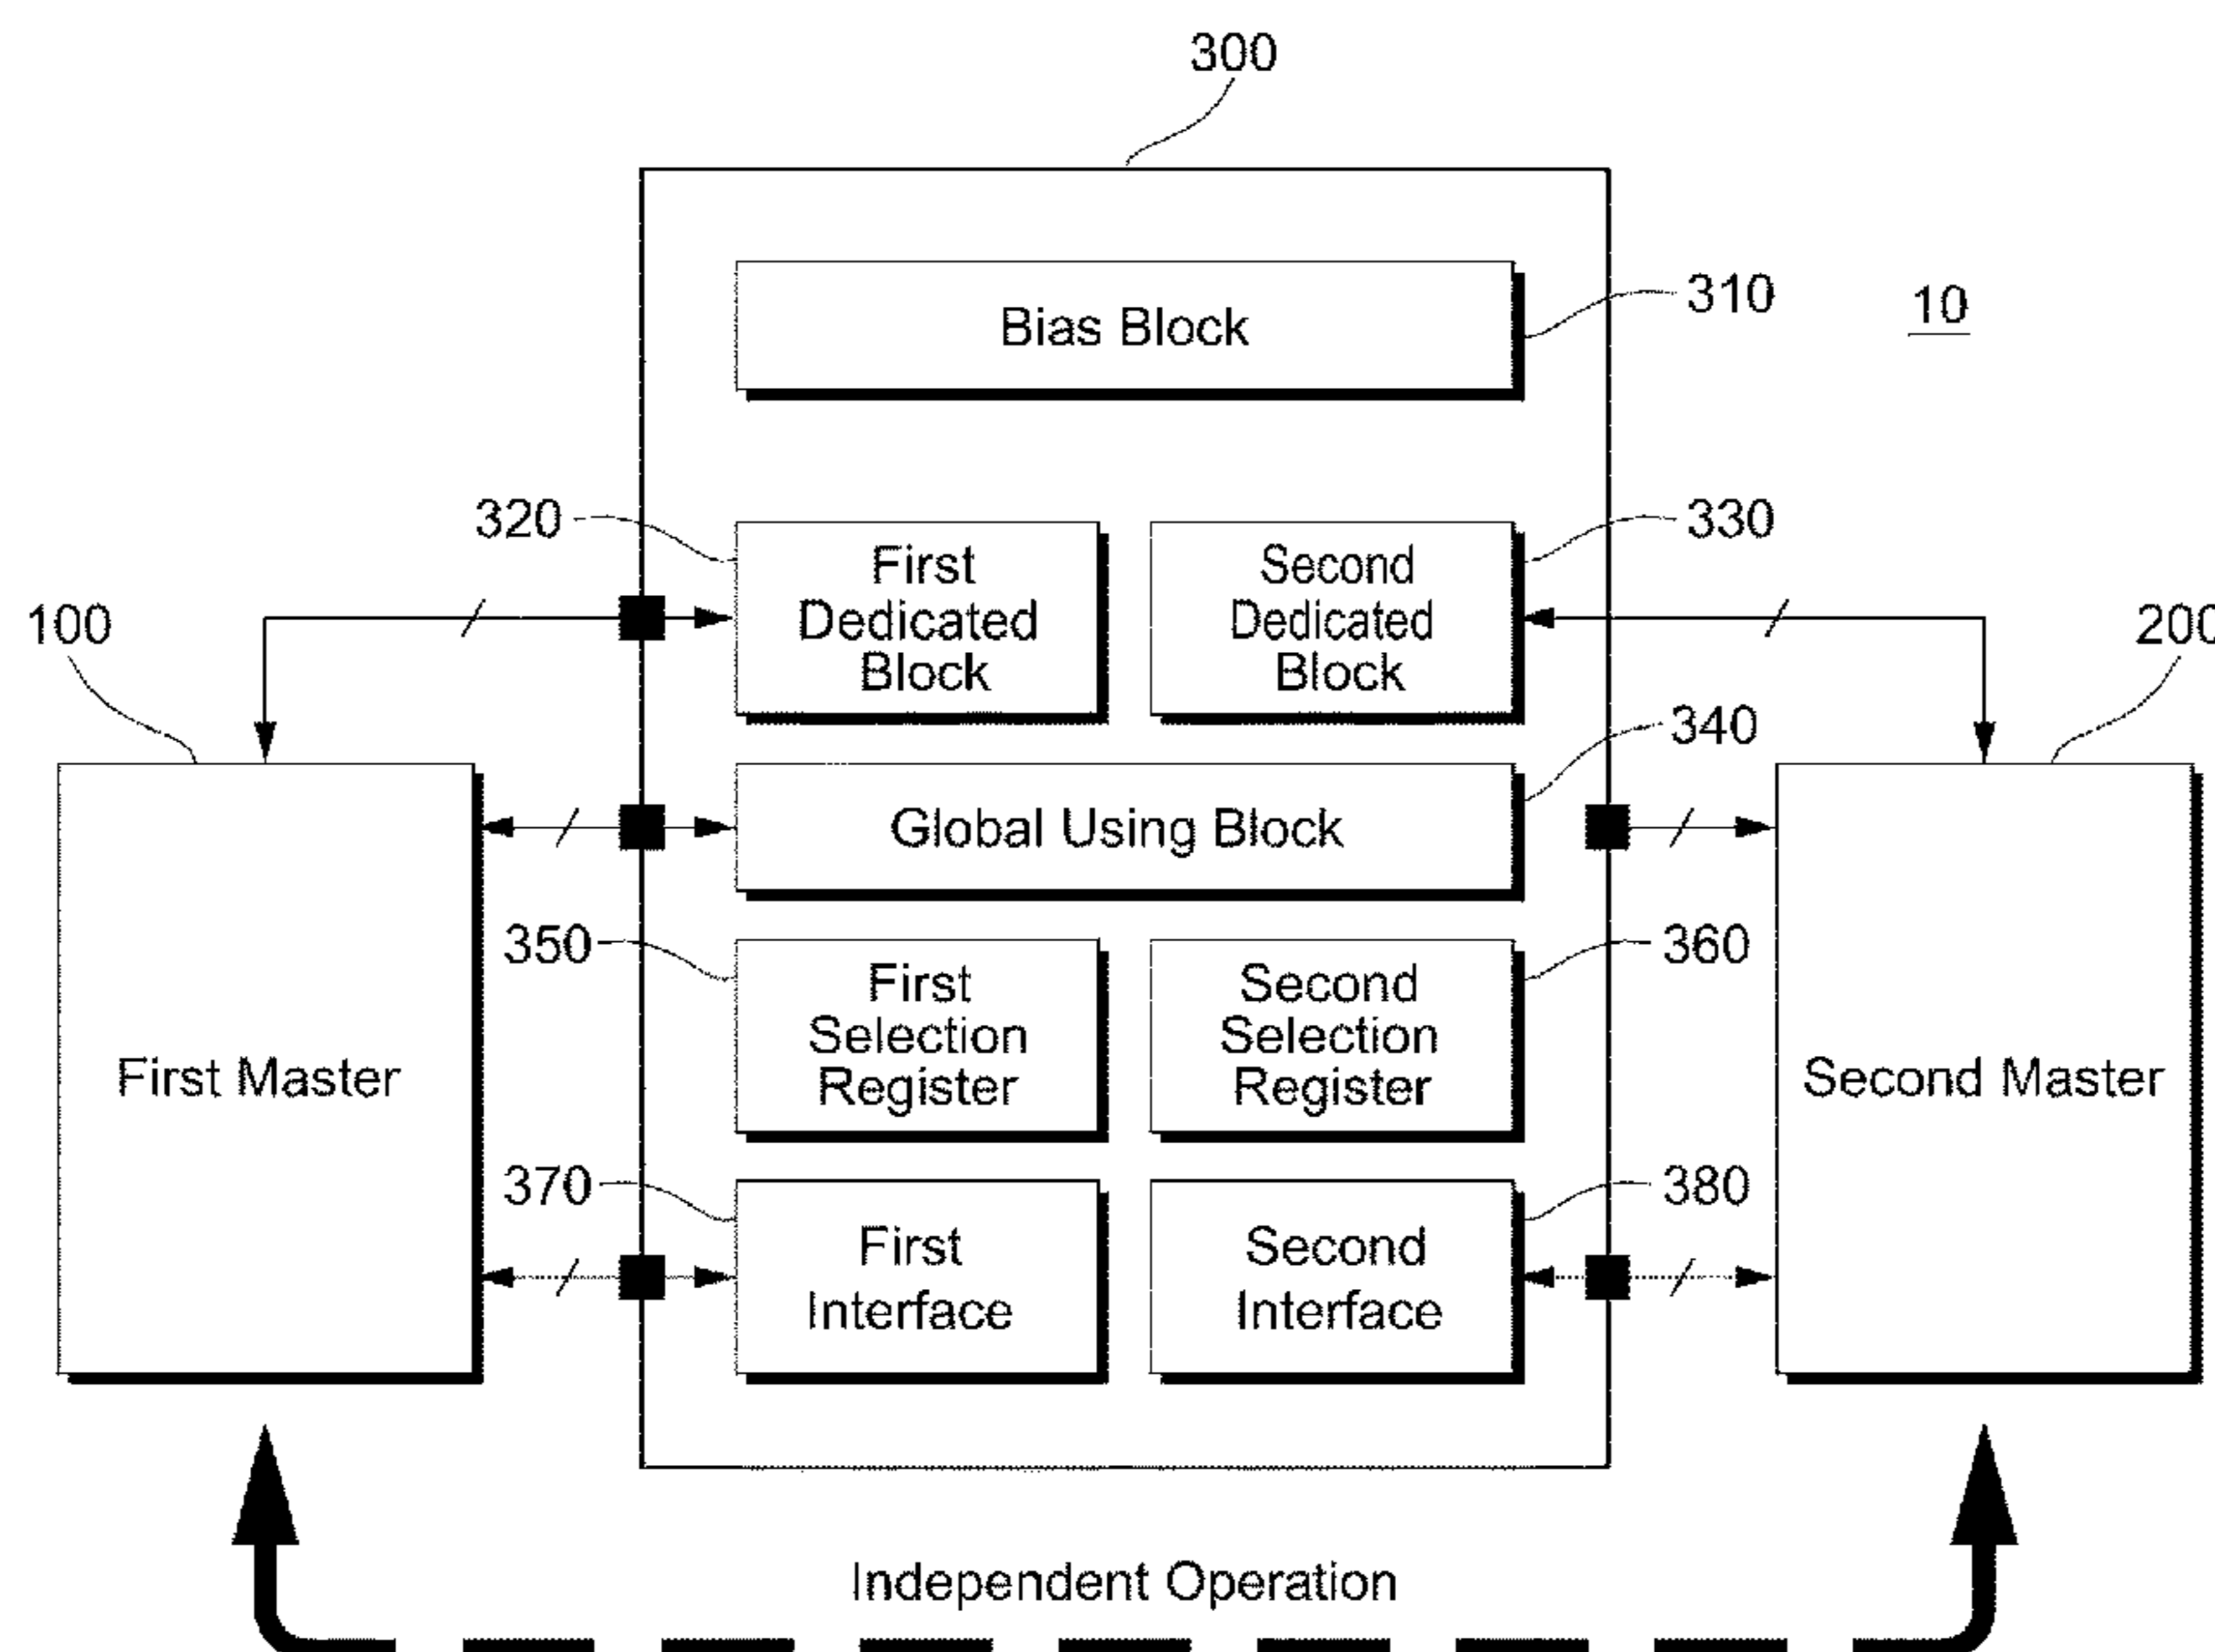 300
Bias Block
310
10
320
First
Dedicated
Block
Second
Dedicated
Block
330
100
200
340
Global Using Block
350
First
Selection
Register
Second
Selection
Register
360
First Master
Second Master
370
First
Interface
Second
Interface
380
Independent Operation